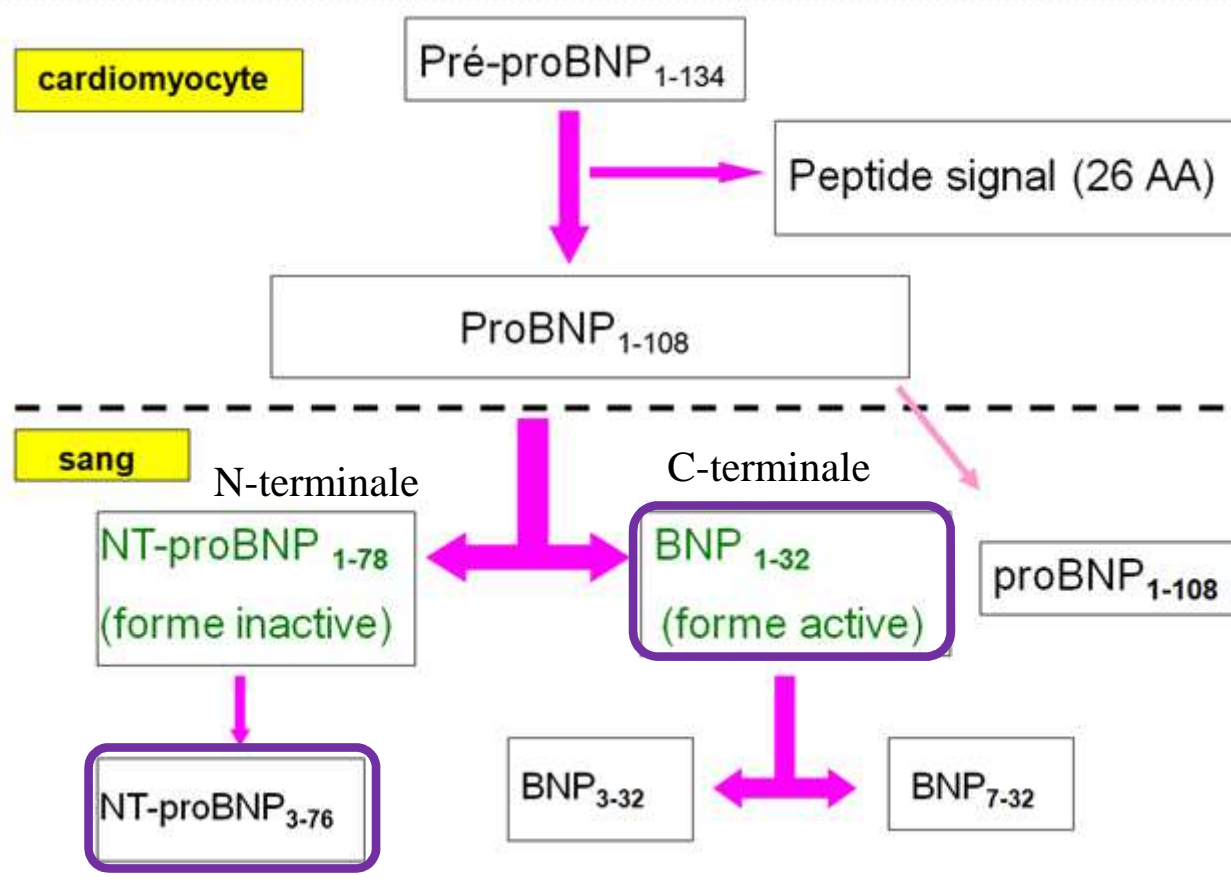 cardiomyocyte
Pré-proBNP1-134
Peptide signal (26 AA)
ProBNP1-108
sang
N-terminale
C-terminale
NT-proBNP 1-78
(forme inactive)
BNP 1-32
(forme active)
proBNP1-108
NT-proBNP3-76
BNP3-32
BNP7-32